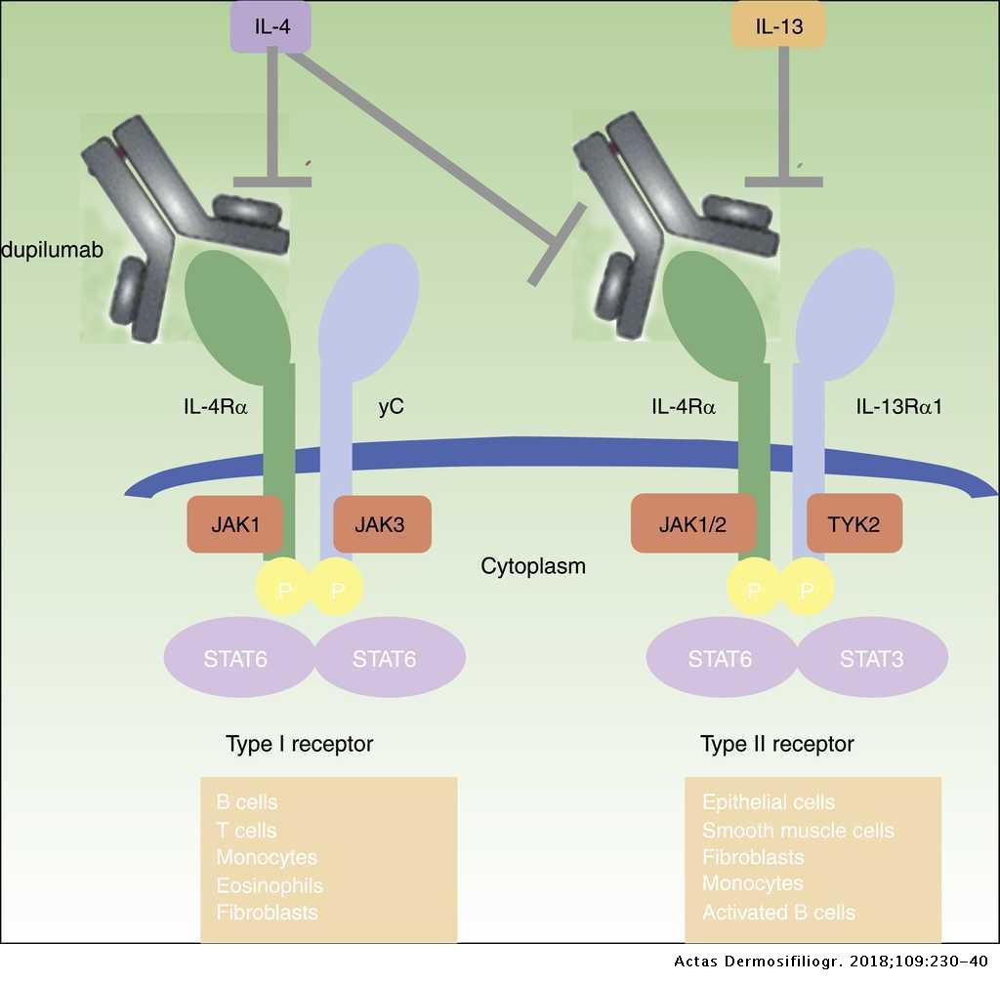 IL-4
IL-13
dupilumab
IL-4Rα
yC
IL-4Rα
IL-13Rα1
JAK1
JAK3
JAK1/2
TYK2
Cytoplasm
P
P
P
P
STAT6
STAT6
STAT6
STAT3
Type I receptor
Type II receptor
B cells
T cells
Monocytes
Eosinophils
Fibroblasts
Epithelial cells
Smooth muscle cells
Fibroblasts
Monocytes
Activated B cells
Actas Dermosifiliogr. 2018;109:230–40